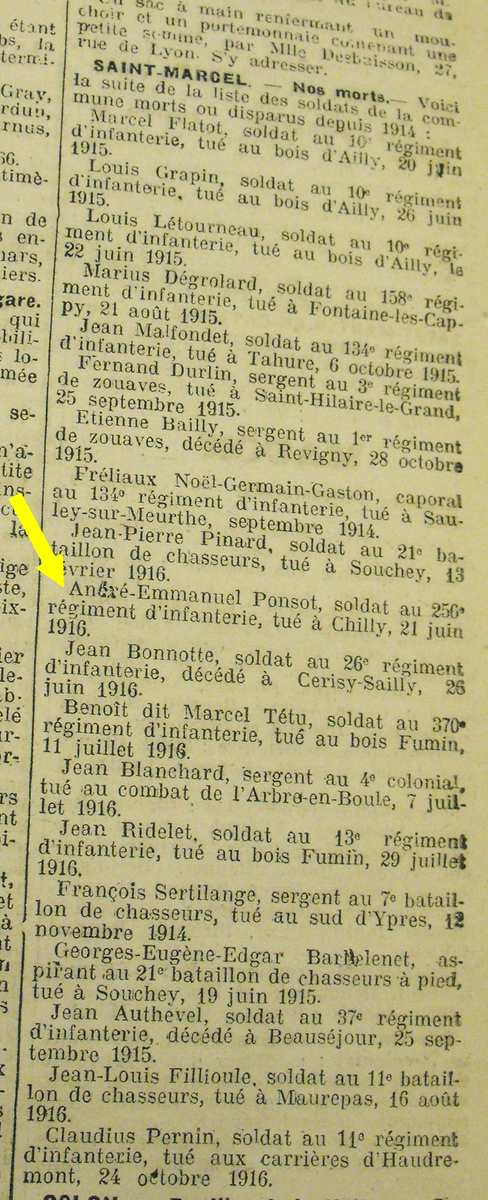 sac à main renfermant un mou-
choir et un portemonnaie contenant une
petite somme, par Mlle Desbuisson, 27,
rue de Lyon. S'y adresser.
SAINT-MARCEL. — Nos morts. — Voici
la suite de la liste des soldats de la com-
mune morts ou disparus depuis 1914 :
Marcel Flatot, soldat au 10e régiment
d'infanterie, tué au bois d'Ailly, 20 juin
1915.
Louis Grapin, soldat au 10e régiment
d'infanterie, tué au bois d'Ailly, 26 juin
1915.
Louis Létourneau, soldat au 10e régi-
ment d'infanterie, tué au bois d'Ailly, le
22 juin 1915.
Marius Dégrolard, soldat au 158e régi-
ment d'infanterie, tué à Fontaine-les-Cap-
py, 21 août 1915.
Jean Malfondet, soldat au 134e régiment
d'infanterie, tué à Tahure, 6 octobre 1915.
Fernand Durlin, sergent au 3e régiment
de zouaves, tué à Saint-Hilaire-le-Grand,
25 septembre 1915.
Etienne Bailly, sergent au 1er régiment
de zouaves, décédé à Revigny, 28 octobre
1915.
Fréliaux Noël-Germain-Gaston, caporal
au 134e régiment d'infanterie, tué à Sau-
ley-sur-Meurthe, septembre 1914.
Jean-Pierre Pinard, soldat au 21e ba-
taillon de chasseurs, tué à Souchey, 13
février 1916.
André-Emmanuel Ponsot, soldat au 256e
régiment d'infanterie, tué à Chilly, 21 juin
1916.
Jean Bonnotte, soldat au 26e régiment
d'infanterie, décédé à Cerisy-Sailly, 26
juin 1916.
Benoît dit Marcel Tétu, soldat au 370e
régiment d'infanterie, tué au bois Fumin,
11 juillet 1916.
Jean Blanchard, sergent au 4e colonial,
tué au combat de l'Arbre-en-Boule, 7 juil-
let 1916.
Jean Ridelet, soldat au 13e régiment
d'infanterie, tué au bois Fumin, 29 juillet
1916.
François Sertilange, sergent au 7e batail-
lon de chasseurs, tué au sud d'Ypres, 12
novembre 1914.
Georges-Eugène-Edgar Barthelenet, as-
pirant au 21e bataillon de chasseurs à pied,
tué à Souchey, 19 juin 1915.
Jean Authevel, soldat au 37e régiment
d'infanterie, décédé à Beauséjour, 25 sep-
tembre 1915.
Jean-Louis Fillioule, soldat au 11e batail-
lon de chasseurs, tué à Maurepas, 16 août
1916.
Claudius Pernin, soldat au 11e régiment
d'infanterie, tué aux carrières d'Haudre-
mont, 24 octobre 1916.